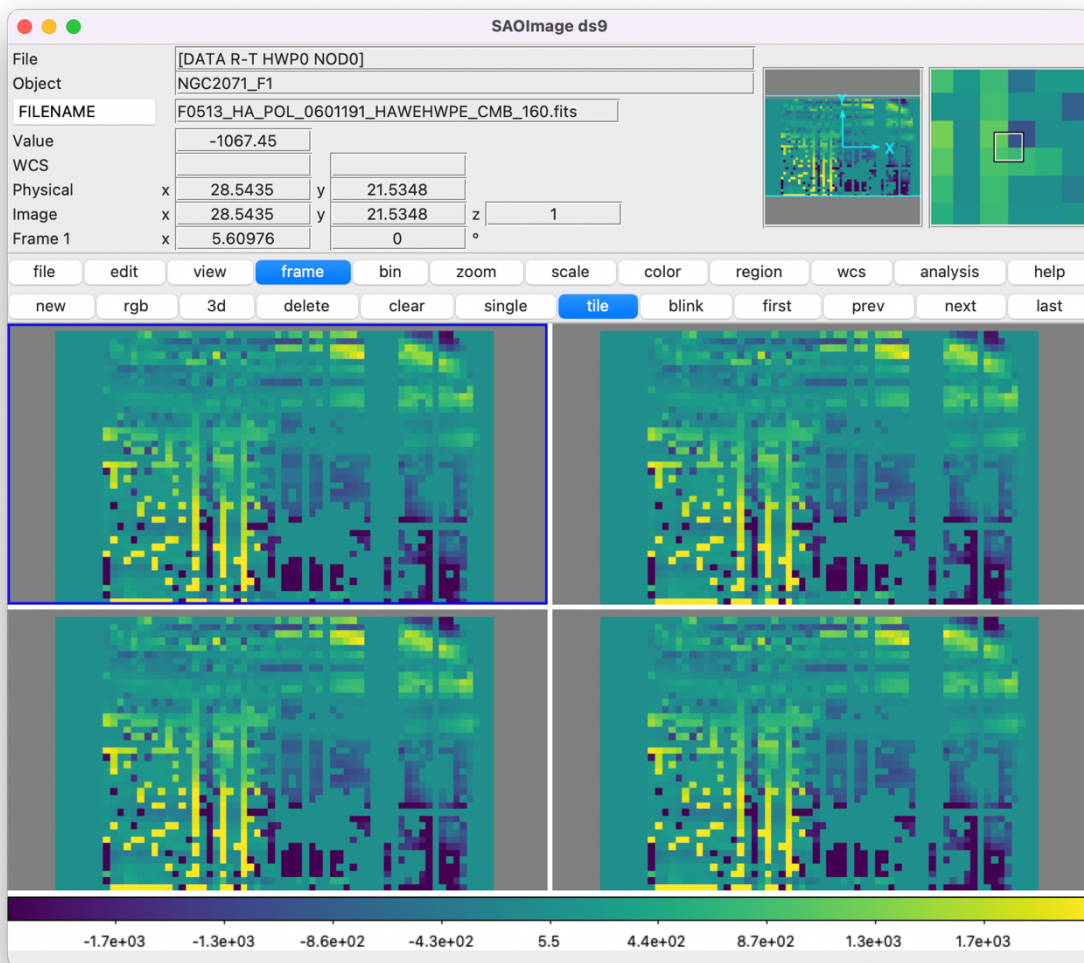 SAOImage ds9
File [DATA R-T HWP0 NOD0]
Object NGC2071_F1
FILENAME F0513_HA_POL_0601191_HAWEHWPE_CMB_160.fits
Value -1067.45
WCS
Physical x 28.5435 y 21.5348
Image x 28.5435 y 21.5348 z 1
Frame 1 x 5.60976 0 °
file edit view frame bin zoom scale color region wcs analysis help
new rgb 3d delete clear single tile blink first prev next last
Y
X
-1.7e+03 -1.3e+03 -8.6e+02 -4.3e+02 5.5 4.4e+02 8.7e+02 1.3e+03 1.7e+03